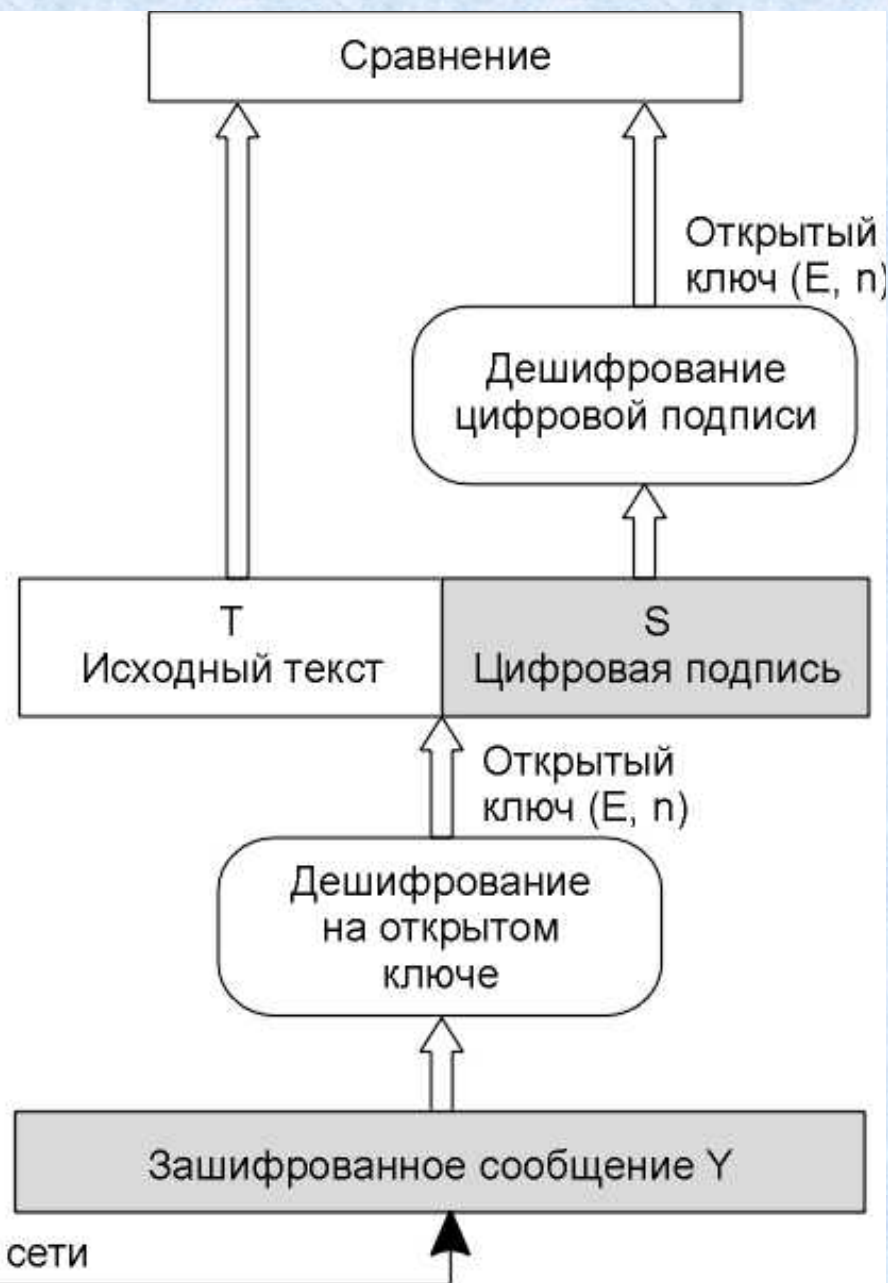 Сравнение
Открытый
ключ (E, n)
Дешифрование
цифровой подписи
T
Исходный текст
S
Цифровая подпись
Открытый
ключ (E, n)
Дешифрование
на открытом
ключе
Зашифрованное сообщение Y
сети